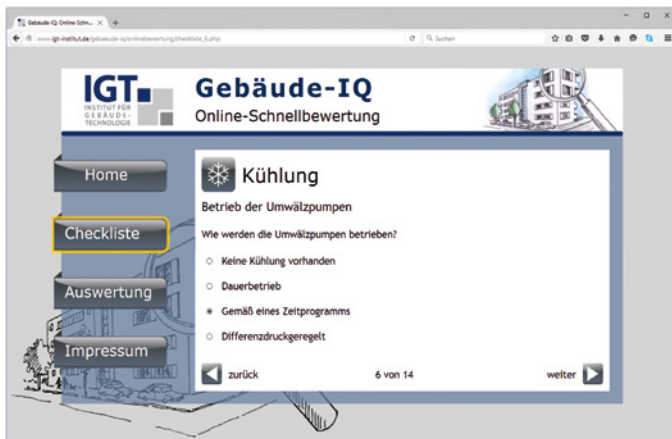 Gebäude-IQ: Online-Schn...
www.igt-institut.de/gebaeude-iq/onlinebewertung/checkliste_6.php
Suchen
IGT
INSTITUT FÜR
GEBÄUDE-
TECHNOLOGIE
Gebäude-IQ
Online-Schnellbewertung
Home
Checkliste
Auswertung
Impressum
Kühlung
Betrieb der Umwälzpumpen
Wie werden die Umwälzpumpen betrieben?
Keine Kühlung vorhanden
Dauerbetrieb
Gemäß eines Zeitprogramms
Differenzdruckgeregelt
zurück
6 von 14
weiter